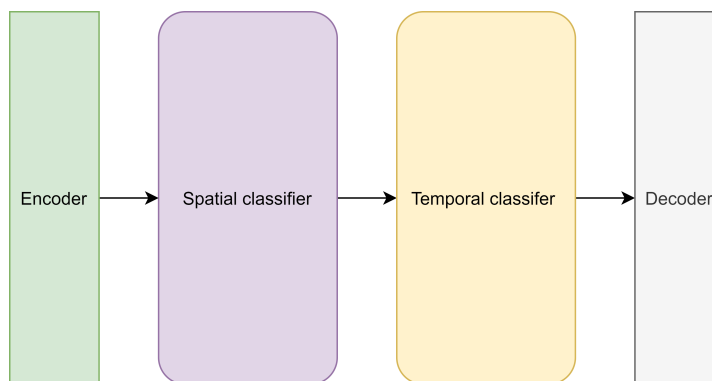 Encoder
Spatial classifier
Temporal classifer
Decoder